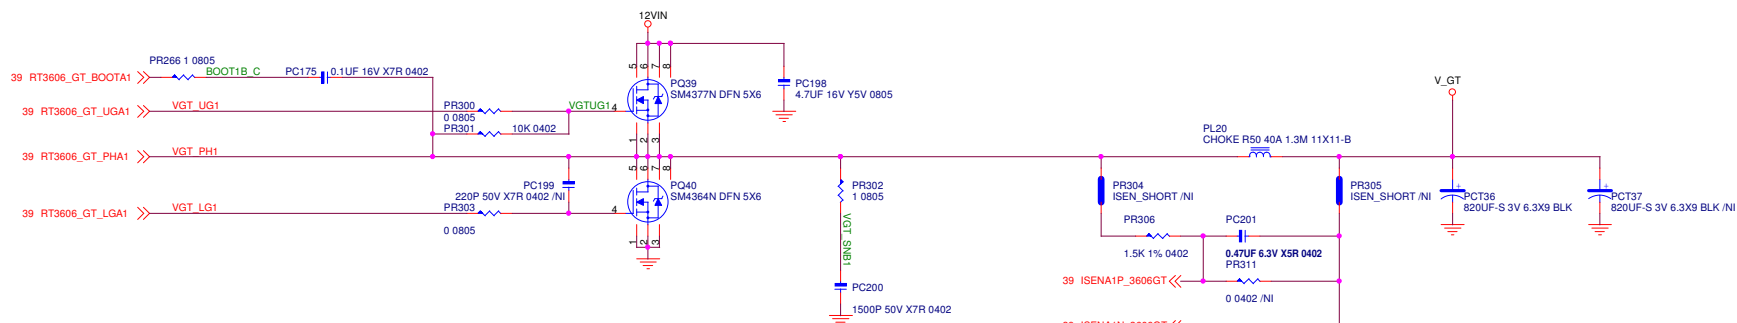 12VIN
PR266 1 0805
39 RT3606_GT_BOOTA1
BOOT1B_C
PC175
0.1UF 16V X7R 0402
5
6
7
8
PQ39
SM4377N DFN 5X6
PC198
4.7UF 16V Y5V 0805
39 RT3606_GT_UGA1
VGT_UG1
PR300
0 0805
VGTUG1
4
PR301
10K 0402
1
2
3
39 RT3606_GT_PHA1
VGT_PH1
5
6
7
8
PC199
220P 50V X7R 0402 /NI
PQ40
SM4364N DFN 5X6
39 RT3606_GT_LGA1
VGT_LG1
PR303
0 0805
4
1
2
3
PR302
1 0805
VGT_SNB1
PC200
1500P 50V X7R 0402
V_GT
PL20
CHOKE R50 40A 1.3M 11X11-B
PR304
ISEN_SHORT /NI
PR305
ISEN_SHORT /NI
PCT36
820UF-S 3V 6.3X9 BLK
PCT37
820UF-S 3V 6.3X9 BLK /NI
PR306
1.5K 1% 0402
PC201
0.47UF 6.3V X5R 0402
PR311
0 0402 /NI
39 ISENA1P_3606GT